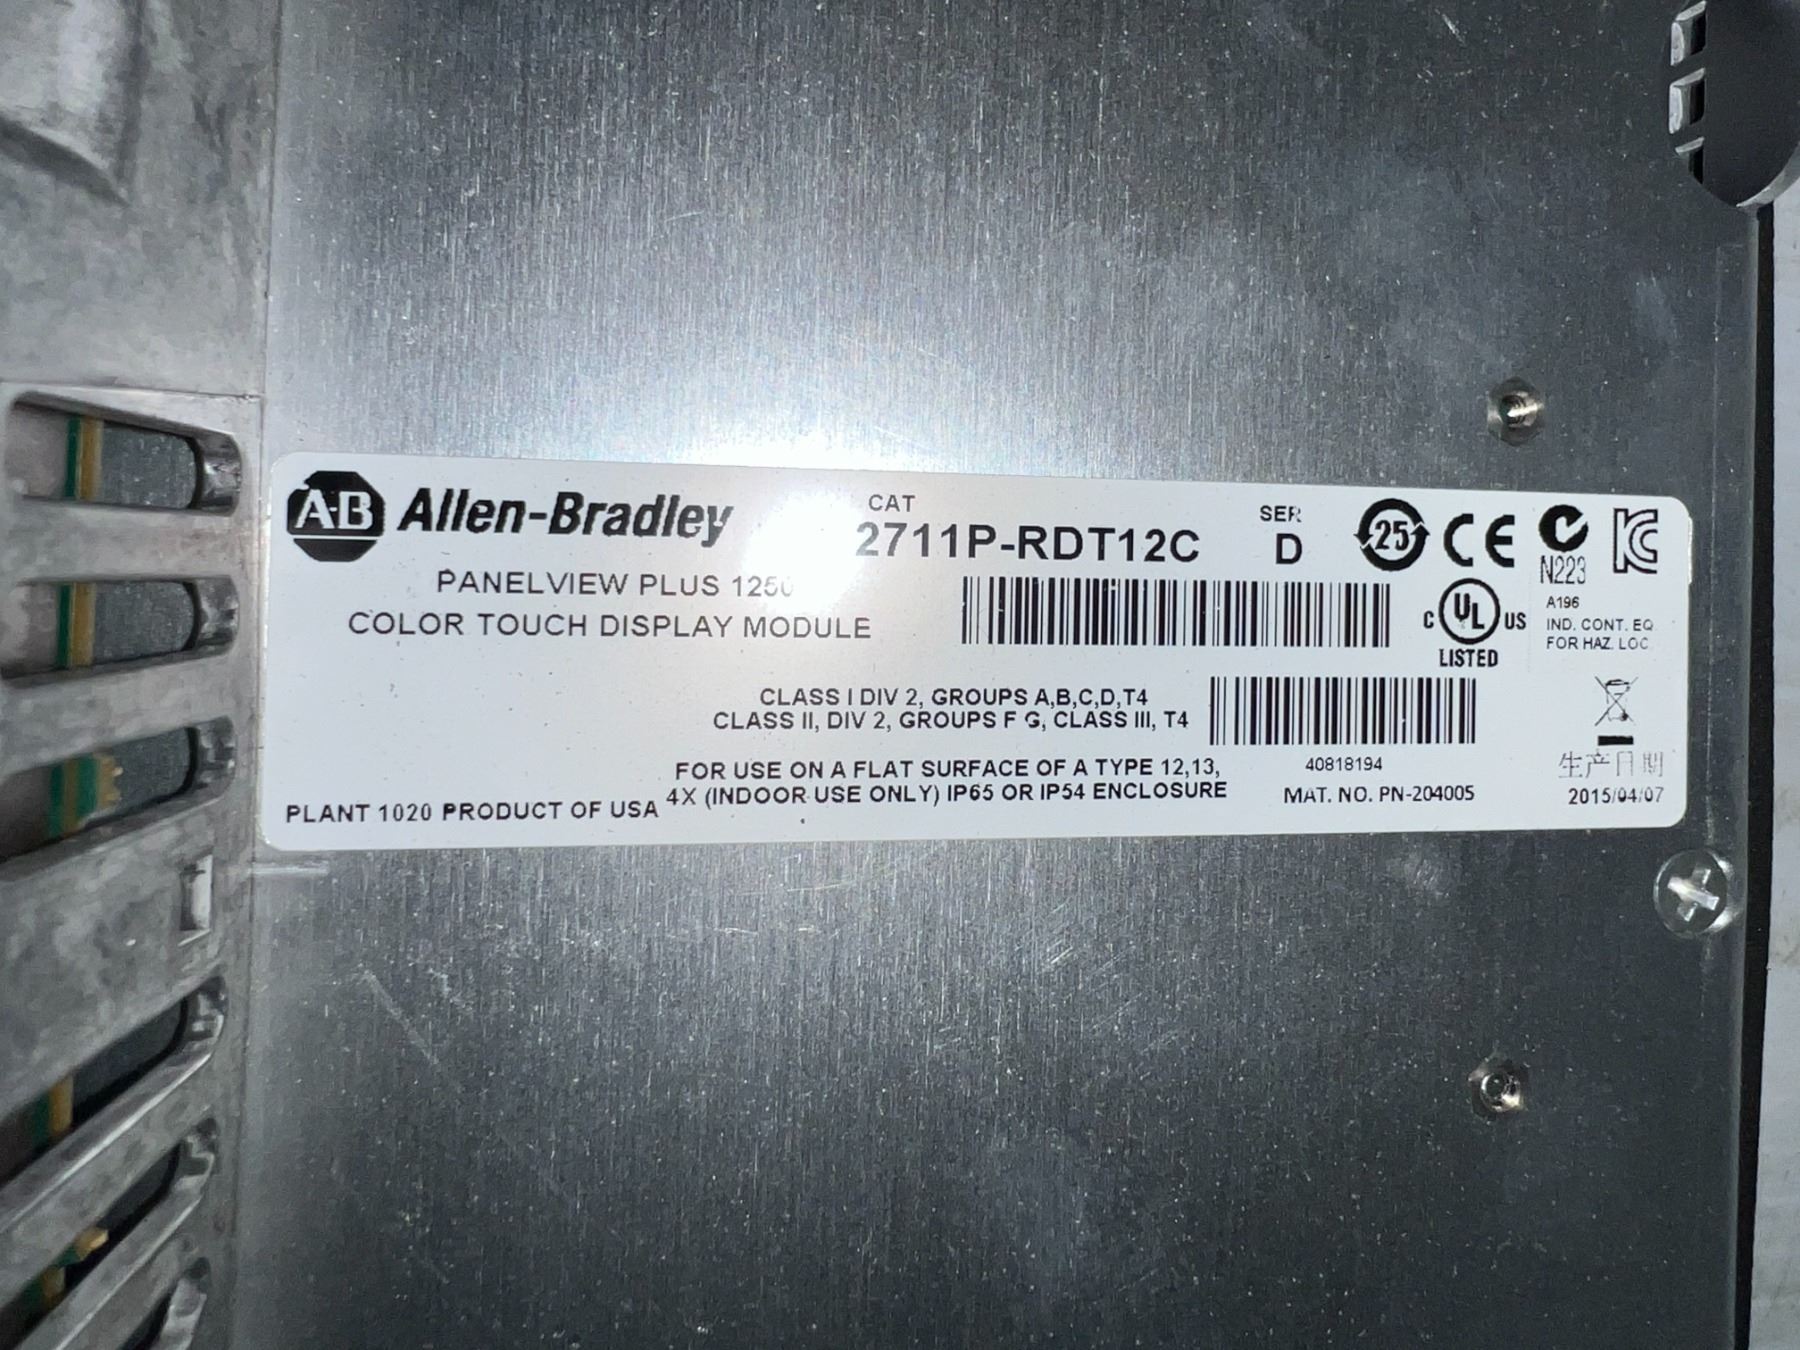 A-B Allen-Bradley
CAT
2711P-RDT12C
SER
D
25
CE
N223
KC
PANELVIEW PLUS 1250
COLOR TOUCH DISPLAY MODULE
C UL US
LISTED
A196
IND. CONT. EQ
FOR HAZ. LOC.
CLASS I DIV 2, GROUPS A,B,C,D,T4
CLASS II, DIV 2, GROUPS F G, CLASS III, T4
40818194
MAT. NO. PN-204005
FOR USE ON A FLAT SURFACE OF A TYPE 12,13,
4X (INDOOR USE ONLY) IP65 OR IP54 ENCLOSURE
PLANT 1020 PRODUCT OF USA
生产日期
2015/04/07